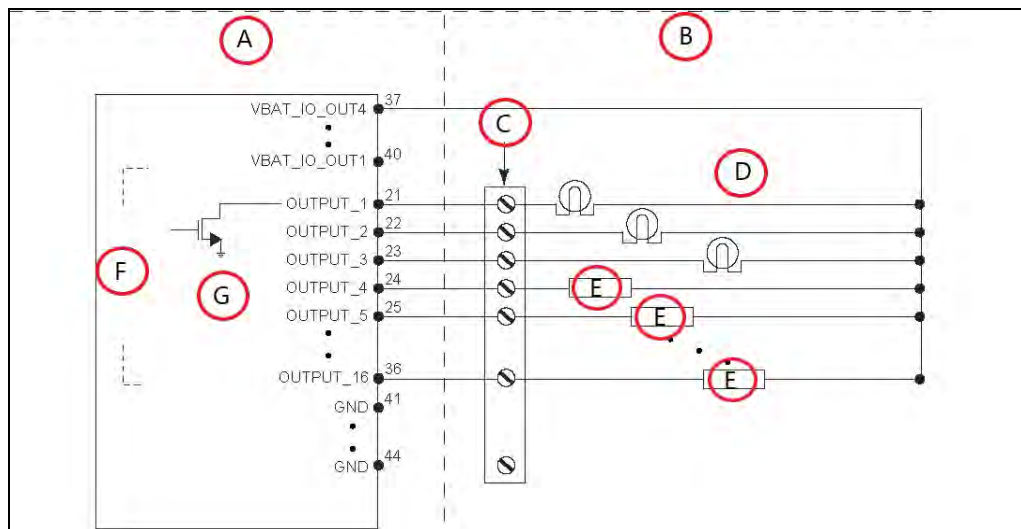 A
B
VBAT_IO_OUT4 37
C
VBAT_IO_OUT1 40
D
OUTPUT_1 21
OUTPUT_2 22
OUTPUT_3 23
F
G
OUTPUT_4 24 E
OUTPUT_5 25 E
OUTPUT_16 36 E
GND 41
GND 44